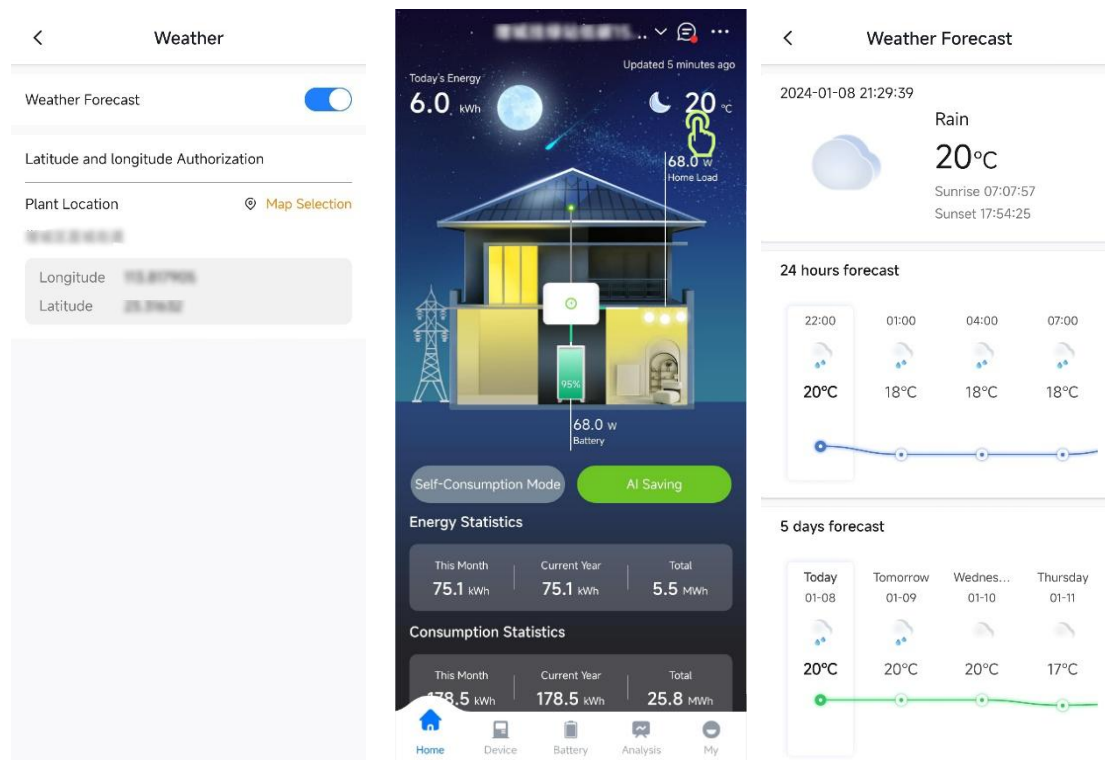 Weather
Weather Forecast
Latitude and longitude Authorization
Plant Location
Map Selection
Longitude
Latitude
Updated 5 minutes ago
Today's Energy
6.0 kWh
20 °C
68.0 W
Home Load
95%
68.0 W
Battery
Self-Consumption Mode
AI Saving
Energy Statistics
This Month
Current Year
Total
75.1 kWh
75.1 kWh
5.5 MWh
Consumption Statistics
This Month
Current Year
Total
178.5 kWh
178.5 kWh
25.8 MWh
Home
Device
Battery
Analysis
My
Weather Forecast
2024-01-08 21:29:39
Rain
20°C
Sunrise 07:07:57
Sunset 17:54:25
24 hours forecast
22:00 01:00 04:00 07:00
20°C 18°C 18°C 18°C
5 days forecast
Today Tomorrow Wednes... Thursday
01-08 01-09 01-10 01-11
20°C 20°C 20°C 17°C